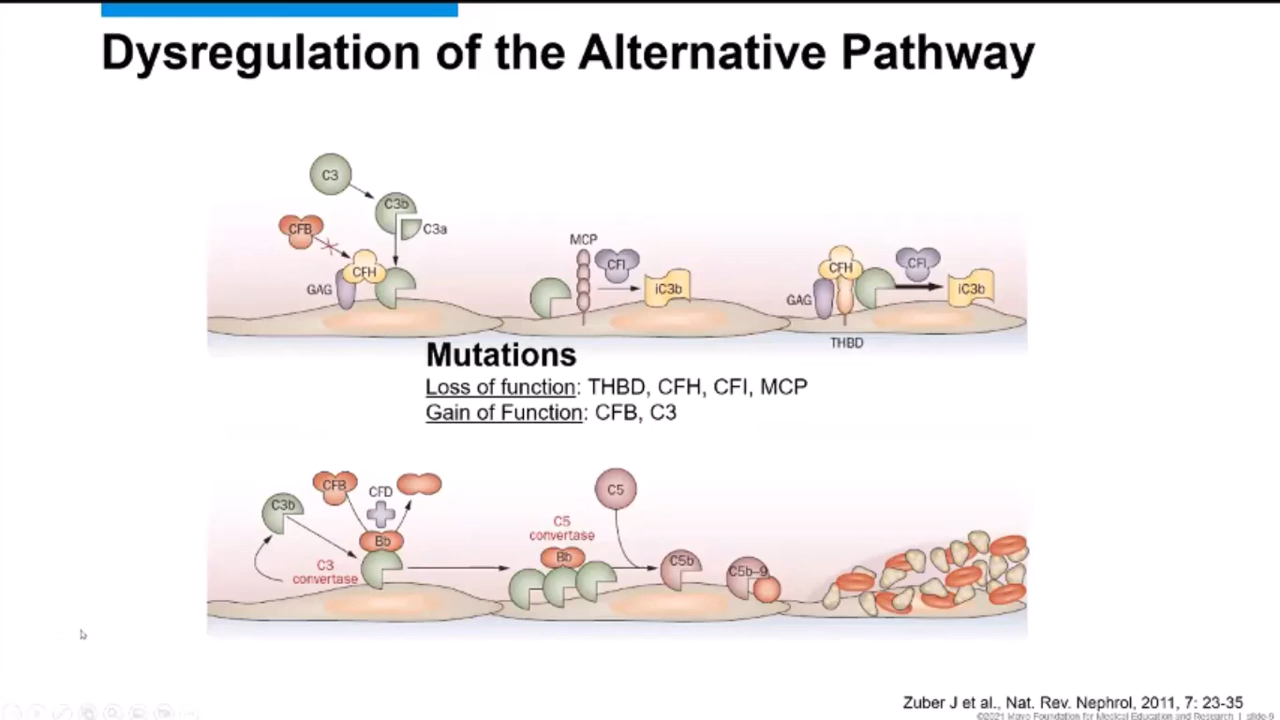 Dysregulation of the Alternative Pathway
C3
C3b
C3a
CFB
CFH
GAG
MCP
CFI
iC3b
CFH
CFI
GAG
iC3b
THBD
Mutations
Loss of function: THBD, CFH, CFI, MCP
Gain of Function: CFB, C3
CFB
CFD
C3b
Bb
C3
convertase
C5
C5
convertase
Bb
C5b
C5b-9
Zuber J et al., Nat. Rev. Nephrol, 2011, 7: 23-35
©2021 Mayo Foundation for Medical Education and Research | slide-6